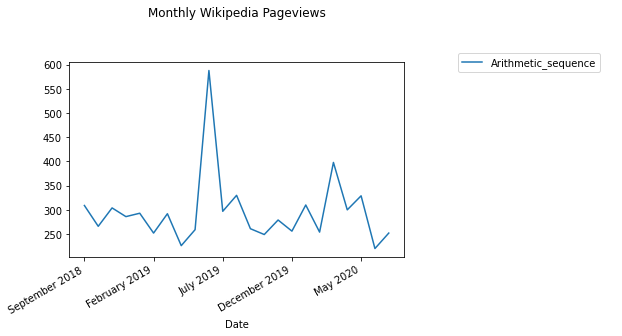 Monthly Wikipedia Pageviews
Arithmetic_sequence
600
550
500
450
400
350
300
250
September 2018
February 2019
July 2019
December 2019
May 2020
Date